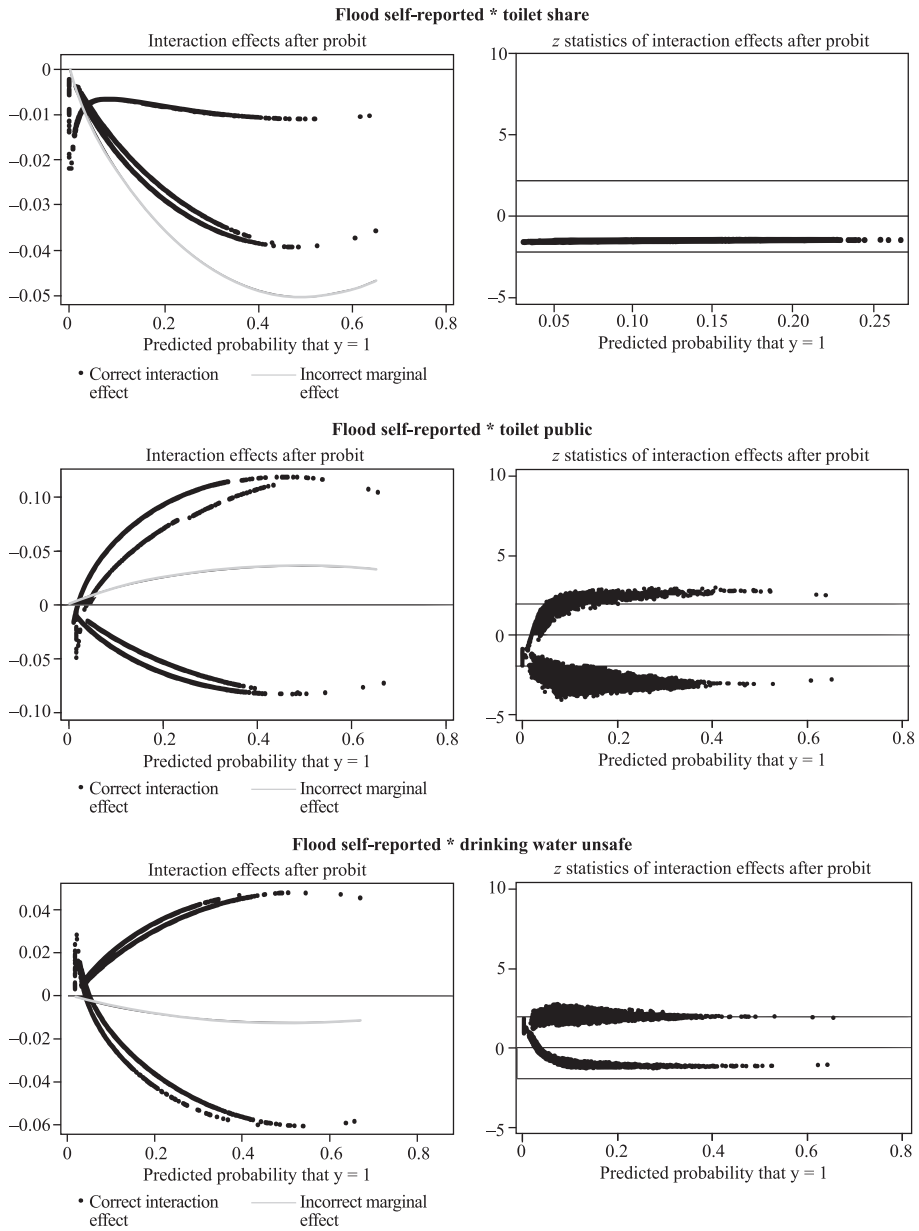 Flood self-reported * toilet share
Interaction effects after probit
0
–0.01
–0.02
–0.03
–0.04
–0.05
0
0.2
0.4
0.6
0.8
Predicted probability that y = 1
• Correct interaction
effect
Incorrect marginal
effect
z statistics of interaction effects after probit
10
5
0
–5
0.05
0.10
0.15
0.20
0.25
Predicted probability that y = 1
Flood self-reported * toilet public
Interaction effects after probit
0.10
–0.05
0
–0.05
–0.10
0
0.2
0.4
0.6
0.8
Predicted probability that y = 1
• Correct interaction
effect
Incorrect marginal
effect
z statistics of interaction effects after probit
10
5
0
–5
0
0.2
0.4
0.6
0.8
Predicted probability that y = 1
Flood self-reported * drinking water unsafe
Interaction effects after probit
0.04
0.02
0
–0.02
–0.04
–0.06
0
0.2
0.4
0.6
0.8
Predicted probability that y = 1
• Correct interaction
effect
Incorrect marginal
effect
z statistics of interaction effects after probit
10
5
0
–5
0
0.2
0.4
0.6
0.8
Predicted probability that y = 1